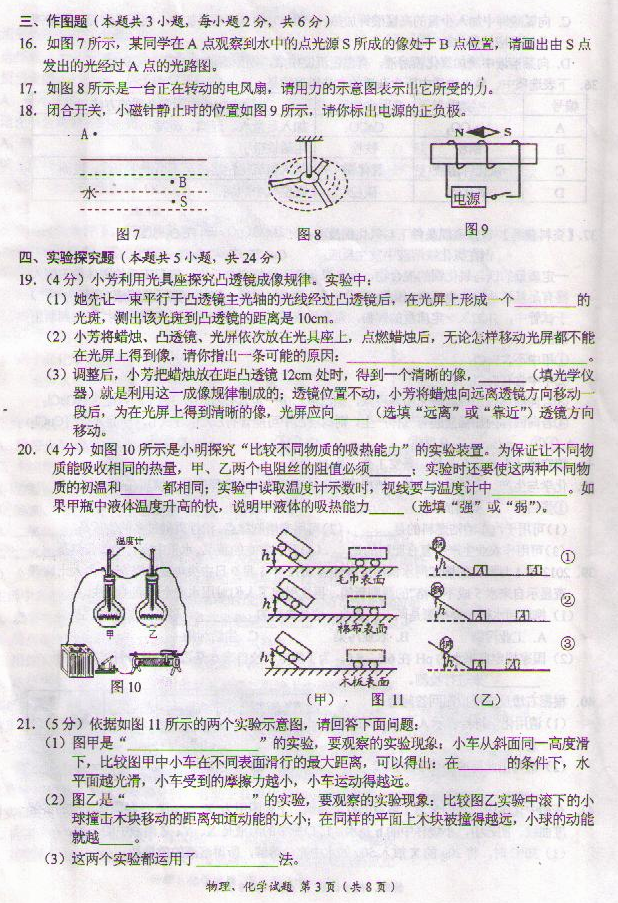 三、作图题（本题共3小题，每小题2分，共6分）
16．如图7所示，某同学在A点观察到水中的点光源S所成的像处于B点位置，请画出由S点
发出的光经过A点的光路图。
17．如图8所示是一台正在转动的电风扇，请用力的示意图表示出它所受的力。
18．闭合开关，小磁针静止时的位置如图9所示，请你标出电源的正负极。
A
水
B
S
图7
图8
N S
电源
图9
四、实验探究题（本题共5小题，共24分）
19．（4分）小芳利用光具座探究凸透镜成像规律。实验中：
（1）她先让一束平行于凸透镜主光轴的光线经过凸透镜后，在光屏上形成一个______的
光斑，测出该光斑到凸透镜的距离是10cm。
（2）小芳将蜡烛、凸透镜、光屏依次放在光具座上，点燃蜡烛后，无论怎样移动光屏都不能
在光屏上得到像，请你指出一条可能的原因：______。
（3）调整后，小芳把蜡烛放在距凸透镜12cm处时，得到一个清晰的像，______（填光学仪
器）就是利用这一成像规律制成的；透镜位置不动，小芳将蜡烛向远离透镜方向移动一
段后，为在光屏上得到清晰的像，光屏应向______（选填“远离”或“靠近”）透镜方向
移动。
20．（4分）如图10所示是小明探究“比较不同物质的吸热能力”的实验装置。为保证让不同物
质能吸收相同的热量，甲、乙两个电阻丝的阻值必须______；实验时还要使这两种不同物
质的初温和______都相同；实验中读取温度计示数时，视线要与温度计中______。如
果甲瓶中液体温度升高的快，说明甲液体的吸热能力______（选填“强”或“弱”）。
温度计
甲 乙
图10
h 毛巾表面 钢 h A A ①
h 棉布表面 钢 h A A ②
h 木板表面 钢 h A A ③
（甲） 图11 （乙）
21．（5分）依据如图11所示的两个实验示意图，请回答下面问题：
（1）图甲是“______”的实验，要观察的实验现象：小车从斜面同一高度滑
下，比较图甲中小车在不同表面滑行的最大距离，可以得出：在______的条件下，水
平面越光滑，小车受到的摩擦力越小，小车运动得越远。
（2）图乙是“______”的实验，要观察的实验现象：比较图乙实验中滚下的小
球撞击木块移动的距离知道动能的大小；在同样的平面上木块被撞得越远，小球的动能
就越______。
（3）这两个实验都运用了______法。
物理、化学试题 第3页（共8页）